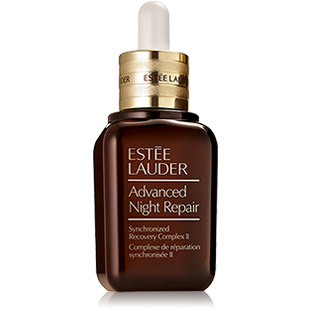 ESTĒE LAUDER
ESTĒE
LAUDER
Advanced
Night Repair
Synchronized
Recovery Complex II
Complexe de réparation
synchronisée II